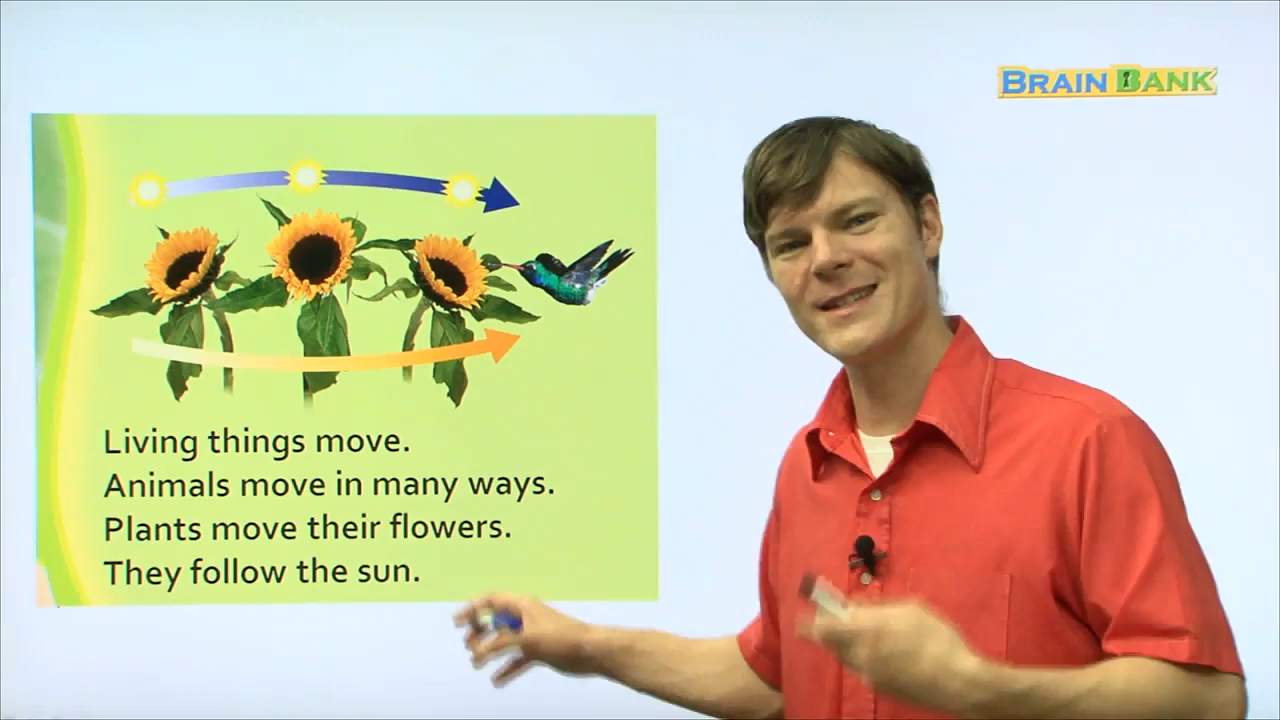 BRAIN BANK
Living things move.
Animals move in many ways.
Plants move their flowers.
They follow the sun.